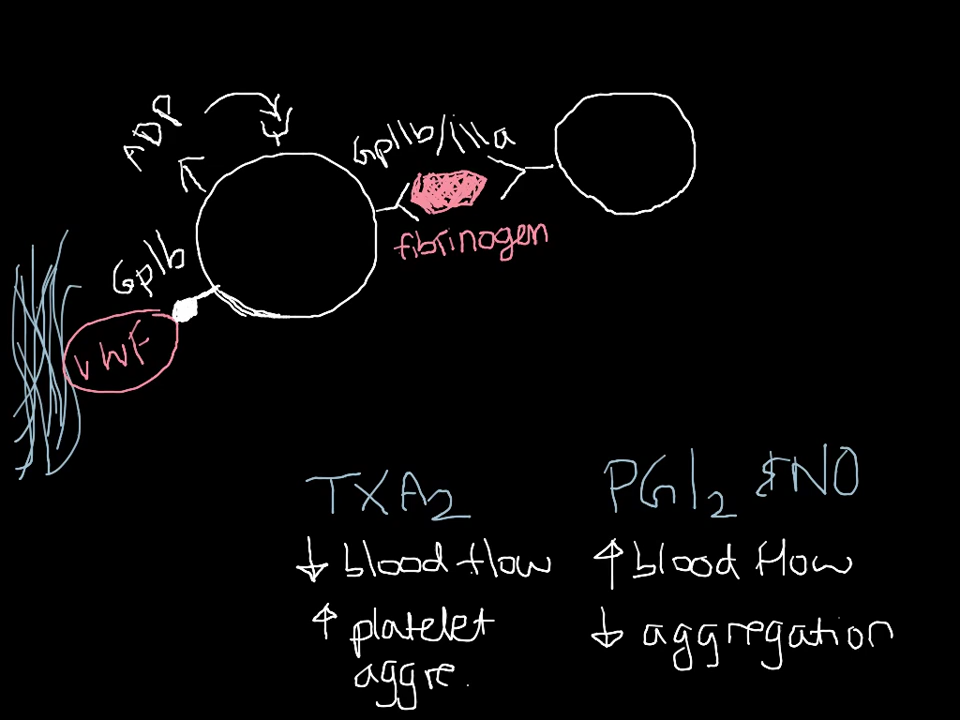 ADP
GpIIb/IIIa
fibrinogen
GpIb
vWF
TXA2
PGI2 & NO
↓ blood flow
↑ blood flow
↑ platelet
aggre.
↓ aggregation